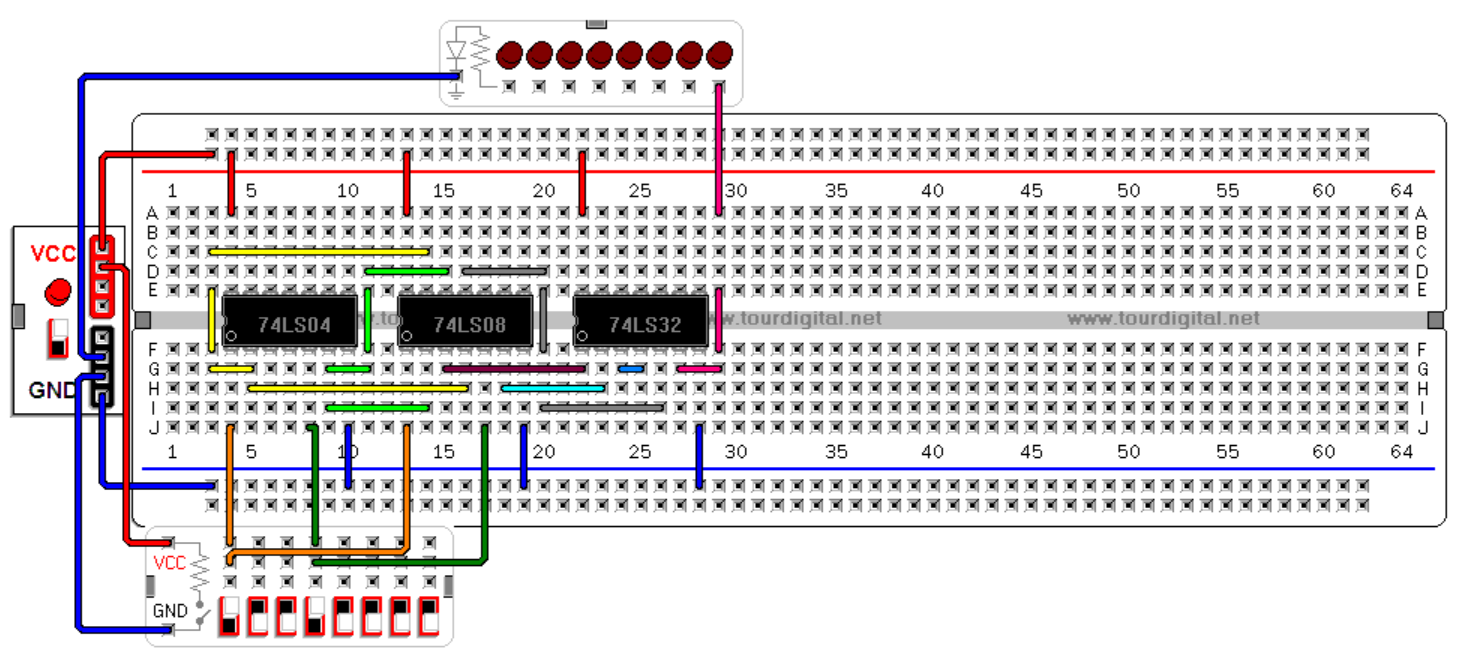 1 5 10 15 20 25 30 35 40 45 50 55 60 64
A A
B B
C C
D D
E E
VCC
74LS04
74LS08
74LS32
www.tourdigital.net
www.tourdigital.net
F F
G G
GND
H H
I I
J J
1 5 10 15 20 25 30 35 40 45 50 55 60 64
VCC
GND